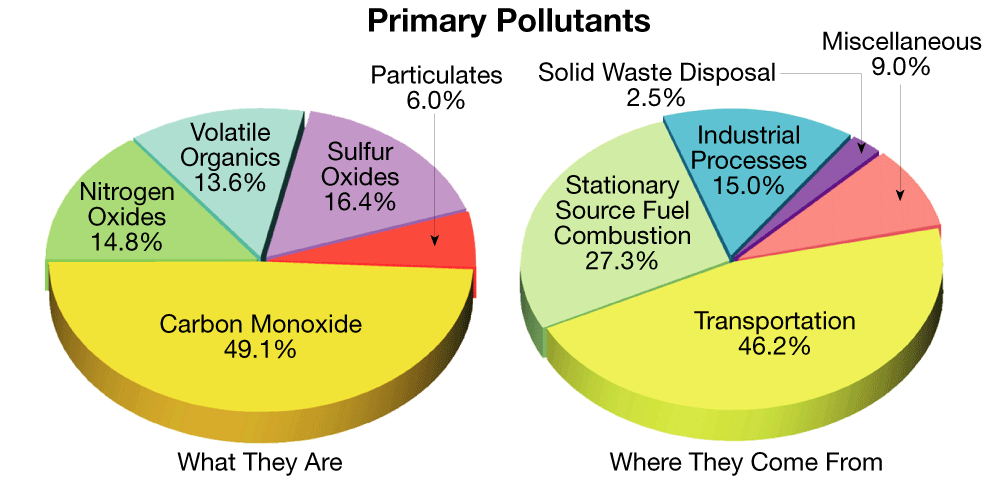 Primary Pollutants
Particulates
6.0%
Volatile
Organics
13.6%
Sulfur
Oxides
16.4%
Nitrogen
Oxides
14.8%
Carbon Monoxide
49.1%
What They Are
Miscellaneous
9.0%
Solid Waste Disposal
2.5%
Industrial
Processes
15.0%
Stationary
Source Fuel
Combustion
27.3%
Transportation
46.2%
Where They Come From